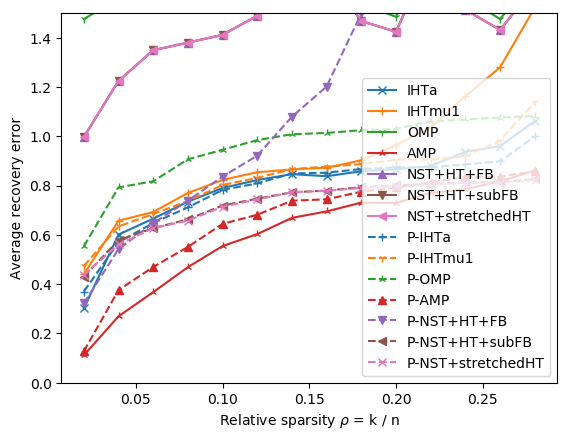 1.4
1.2
1.0
0.8
0.6
0.4
0.2
0.0
Average recovery error
0.05
0.10
0.15
0.20
0.25
Relative sparsity ρ = k / n
IHTa
IHTmu1
OMP
AMP
NST+HT+FB
NST+HT+subFB
NST+stretchedHT
P-IHTa
P-IHTmu1
P-OMP
P-AMP
P-NST+HT+FB
P-NST+HT+subFB
P-NST+stretchedHT